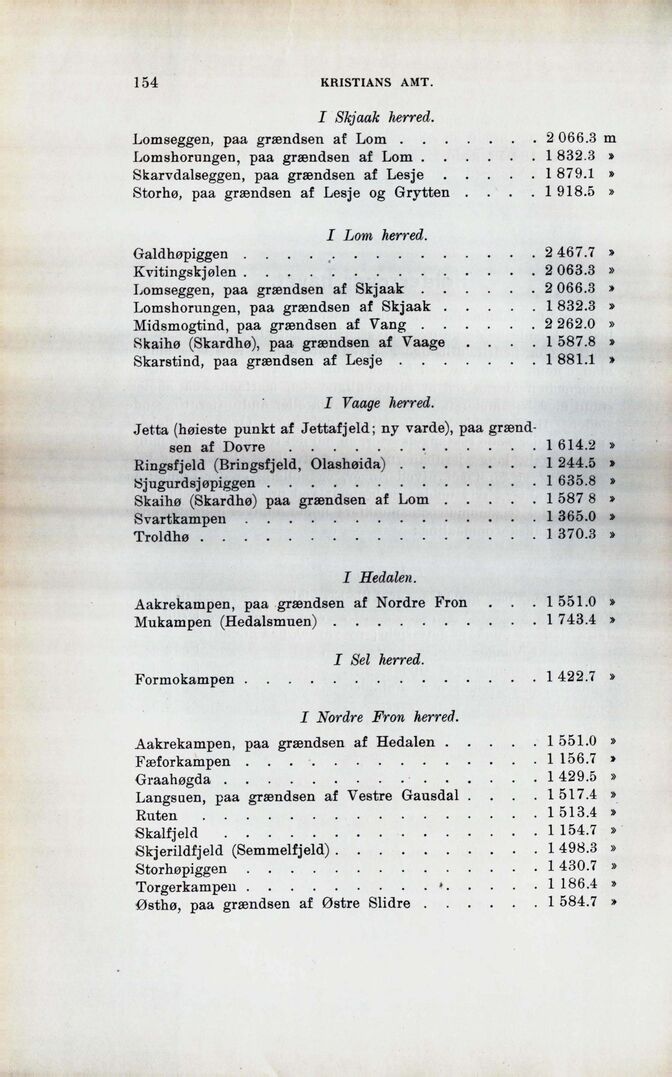 154 KRISTIANS AMT.
I Skjaak herred.
Lomseggen, paa grændsen af Lom . . . . . . . 2 066.3 m
Lomshorungen, paa grændsen af Lom . . . . . . 1 832.3 »
Skarvdalseggen, paa grændsen af Lesje . . . . . 1 879.1 »
Storhø, paa grændsen af Lesje og Grytten . . . . 1 918.5 »
I Lom herred.
Galdhøpiggen . . . . . . . . . . . . . . 2 467.7 »
Kvitingskjølen . . . . . . . . . . . . . . 2 063.3 »
Lomseggen, paa grændsen af Skjaak . . . . . . 2 066.3 »
Lomshorungen, paa grændsen af Skjaak . . . . . 1 832.3 »
Midsmogtind, paa grændsen af Vang . . . . . . 2 262.0 »
Skaihø (Skardhø), paa grændsen af Vaage . . . . 1 587.8 »
Skarstind, paa grændsen af Lesje . . . . . . . 1 881.1 »
I Vaage herred.
Jetta (høieste punkt af Jettafjeld; ny varde), paa grænd-
sen af Dovre . . . . . . . . . . . . 1 614.2 »
Ringsfjeld (Bringsfjeld, Olashøida) . . . . . . . 1 244.5 »
Sjugurdsjøpiggen . . . . . . . . . . . . . 1 635.8 »
Skaihø (Skardhø) paa grændsen af Lom . . . . . 1 587 8 »
Svartkampen . . . . . . . . . . . . . . 1 365.0 »
Troldhø . . . . . . . . . . . . . . . . 1 370.3 »
I Hedalen.
Aakrekampen, paa grændsen af Nordre Fron . . . 1 551.0 »
Mukampen (Hedalsmuen) . . . . . . . . . . 1 743.4 »
I Sel herred.
Formokampen . . . . . . . . . . . . . . 1 422.7 »
I Nordre Fron herred.
Aakrekampen, paa grændsen af Hedalen . . . . . 1 551.0 »
Fæforkampen . . . . . . . . . . . . . . 1 156.7 »
Graahøgda . . . . . . . . . . . . . . . 1 429.5 »
Langsuen, paa grændsen af Vestre Gausdal . . . . 1 517.4 »
Ruten . . . . . . . . . . . . . . . . 1 513.4 »
Skalfjeld . . . . . . . . . . . . . . . 1 154.7 »
Skjerildfjeld (Semmelfjeld) . . . . . . . . . . 1 498.3 »
Storhøpiggen . . . . . . . . . . . . . . 1 430.7 »
Torgerkampen . . . . . . . . . . . . . . 1 186.4 »
Østhø, paa grændsen af Østre Slidre . . . . . . 1 584.7 »